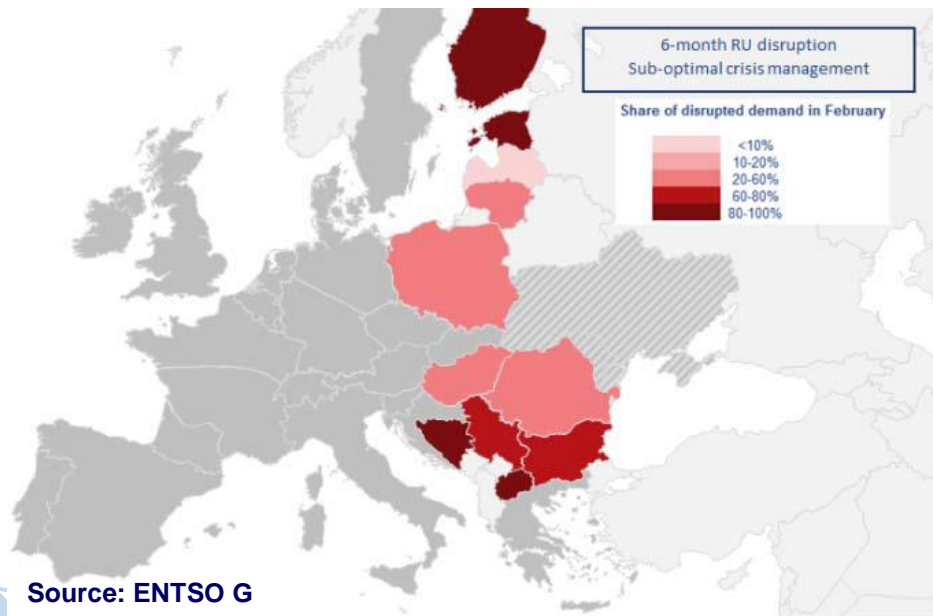 6-month RU disruption
Sub-optimal crisis management
Share of disrupted demand in February
<10%
10-20%
20-60%
60-80%
80-100%
Source: ENTSO G